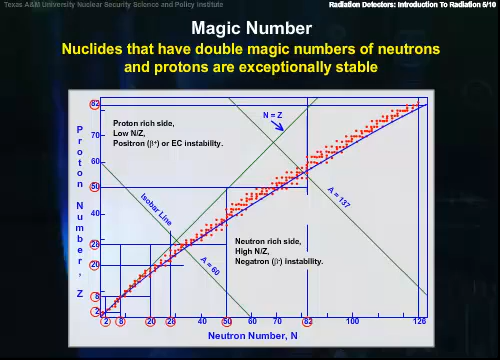 Texas A&M University Nuclear Security Science and Policy Institute
Radiation Detectors: Introduction To Radiation 5/10
Magic Number
Nuclides that have double magic numbers of neutrons
and protons are exceptionally stable
Proton Number, Z
82
70
60
50
40
28
20
8
2
Proton rich side,
Low N/Z,
Positron (β⁺) or EC instability.
N = Z
Isobar Line
A = 137
A = 60
Neutron rich side,
High N/Z,
Negatron (β⁻) instability.
2 8 20 28 40 50 60 70 82 100 126
Neutron Number, N